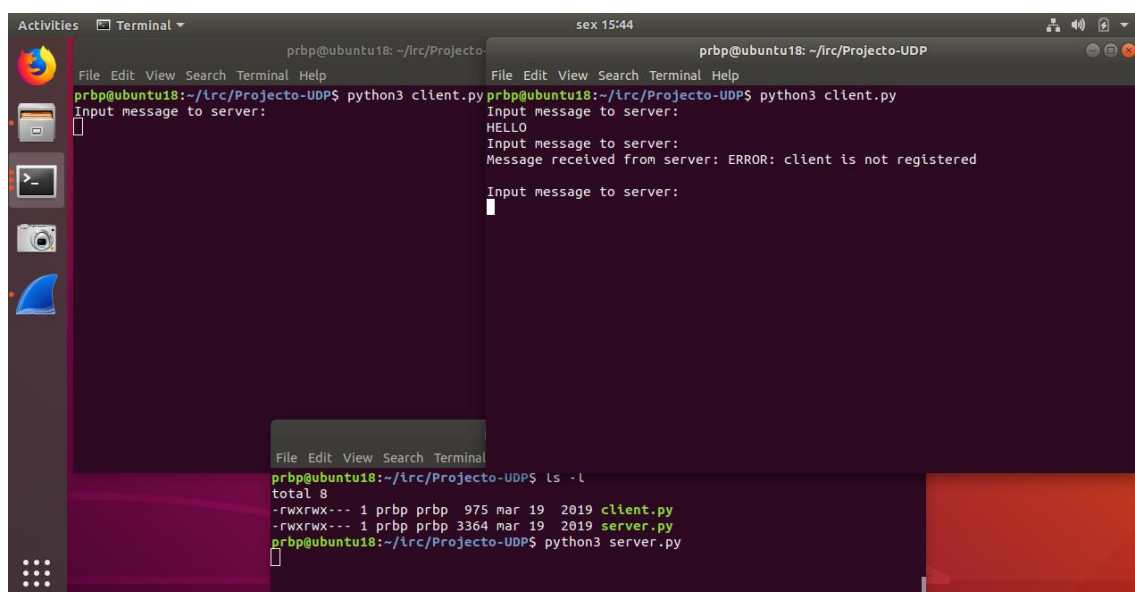 Activities Terminal sex 15:44
prbp@ubuntu18: ~/irc/Projecto-
File Edit View Search Terminal Help
prbp@ubuntu18:~/irc/Projecto-UDP$ python3 client.py
Input message to server:
prbp@ubuntu18: ~/irc/Projecto-UDP
File Edit View Search Terminal Help
prbp@ubuntu18:~/irc/Projecto-UDP$ python3 client.py
Input message to server:
HELLO
Input message to server:
Message received from server: ERROR: client is not registered
Input message to server:
File Edit View Search Terminal
prbp@ubuntu18:~/irc/Projecto-UDP$ ls -l
total 8
-rwxrwx--- 1 prbp prbp  975 mar 19  2019 client.py
-rwxrwx--- 1 prbp prbp 3364 mar 19  2019 server.py
prbp@ubuntu18:~/irc/Projecto-UDP$ python3 server.py